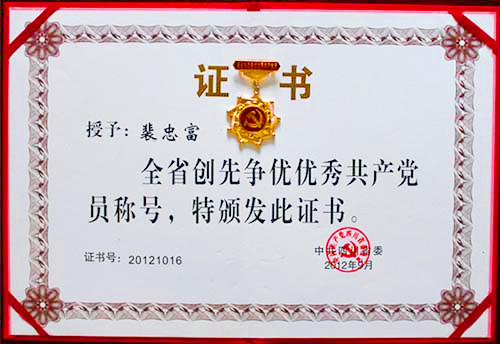 证书
授予：裴忠富
全省创先争优优秀共产党
员称号，特颁发此证书。
证书号：20121016
中共四川省委
2012年9月